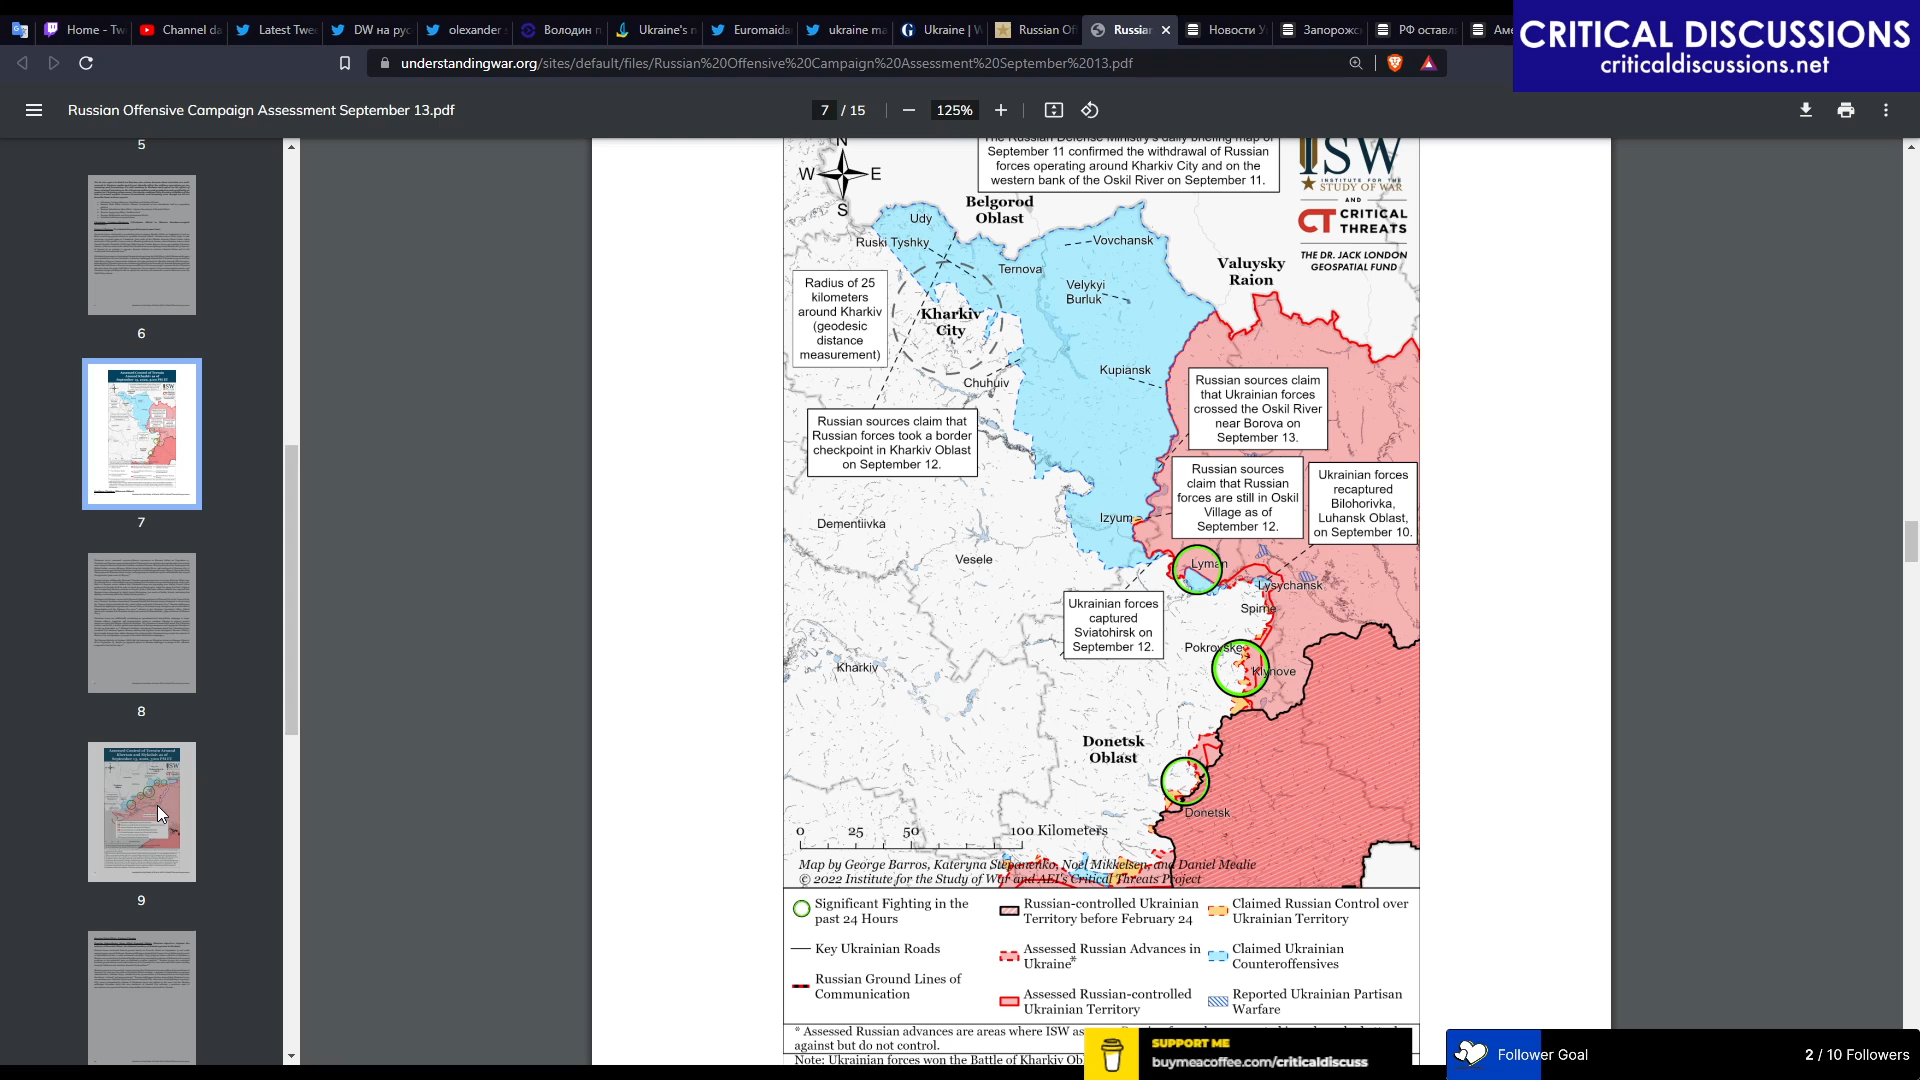 Home - Tw
Channel da
Latest Twee
DW на рус
olexander s
Володин п
Ukraine's n
Euromaida
ukraine ma
Ukraine | W
Russian Of
Russian
Новости У
Запорожс
РФ оставл
Аме
CRITICAL DISCUSSIONS
criticaldiscussions.net
understandingwar.org/sites/default/files/Russian%20Offensive%20Campaign%20Assessment%20September%2013.pdf
Russian Offensive Campaign Assessment September 13.pdf
7 / 15
125%
5
6
7
8
9
The Russian Defense Ministry's daily briefing map of
September 11 confirmed the withdrawal of Russian
forces operating around Kharkiv City and on the
western bank of the Oskil River on September 11.
N
W
E
S
ISW
INSTITUTE FOR THE
STUDY OF WAR
AND
CT CRITICAL
THREATS
THE DR. JACK LONDON
GEOSPATIAL FUND
Belgorod
Oblast
Udy
Ruski Tyshky
Vovchansk
Ternova
Valuysky
Raion
Velykyi
Burluk
Radius of 25
kilometers
around Kharkiv
(geodesic
distance
measurement)
Kharkiv
City
Kupiansk
Chuhuiv
Russian sources claim
that Ukrainian forces
crossed the Oskil River
near Borova on
September 13.
Russian sources claim that
Russian forces took a border
checkpoint in Kharkiv Oblast
on September 12.
Russian sources
claim that Russian
forces are still in Oskil
Village as of
September 12.
Ukrainian forces
recaptured
Bilohorivka,
Luhansk Oblast,
on September 10.
Izyum
Dementiivka
Vesele
Lyman
Lysychansk
Spirne
Ukrainian forces
captured
Sviatohirsk on
September 12.
Pokrovske
Klynove
Kharkiv
Donetsk
Oblast
Donetsk
0 25 50 100 Kilometers
Map by George Barros, Kateryna Stepanenko, Noel Mikkelsen, and Daniel Mealie
© 2022 Institute for the Study of War and AEI's Critical Threats Project
Significant Fighting in the
past 24 Hours
Key Ukrainian Roads
Russian Ground Lines of
Communication
Russian-controlled Ukrainian
Territory before February 24
Assessed Russian Advances in
Ukraine*
Assessed Russian-controlled
Ukrainian Territory
Claimed Russian Control over
Ukrainian Territory
Claimed Ukrainian
Counteroffensives
Reported Ukrainian Partisan
Warfare
* Assessed Russian advances are areas where ISW as
against but do not control.
Note: Ukrainian forces won the Battle of Kharkiv Ob
SUPPORT ME
buymeacoffee.com/criticaldiscuss
Follower Goal
2 / 10 Followers